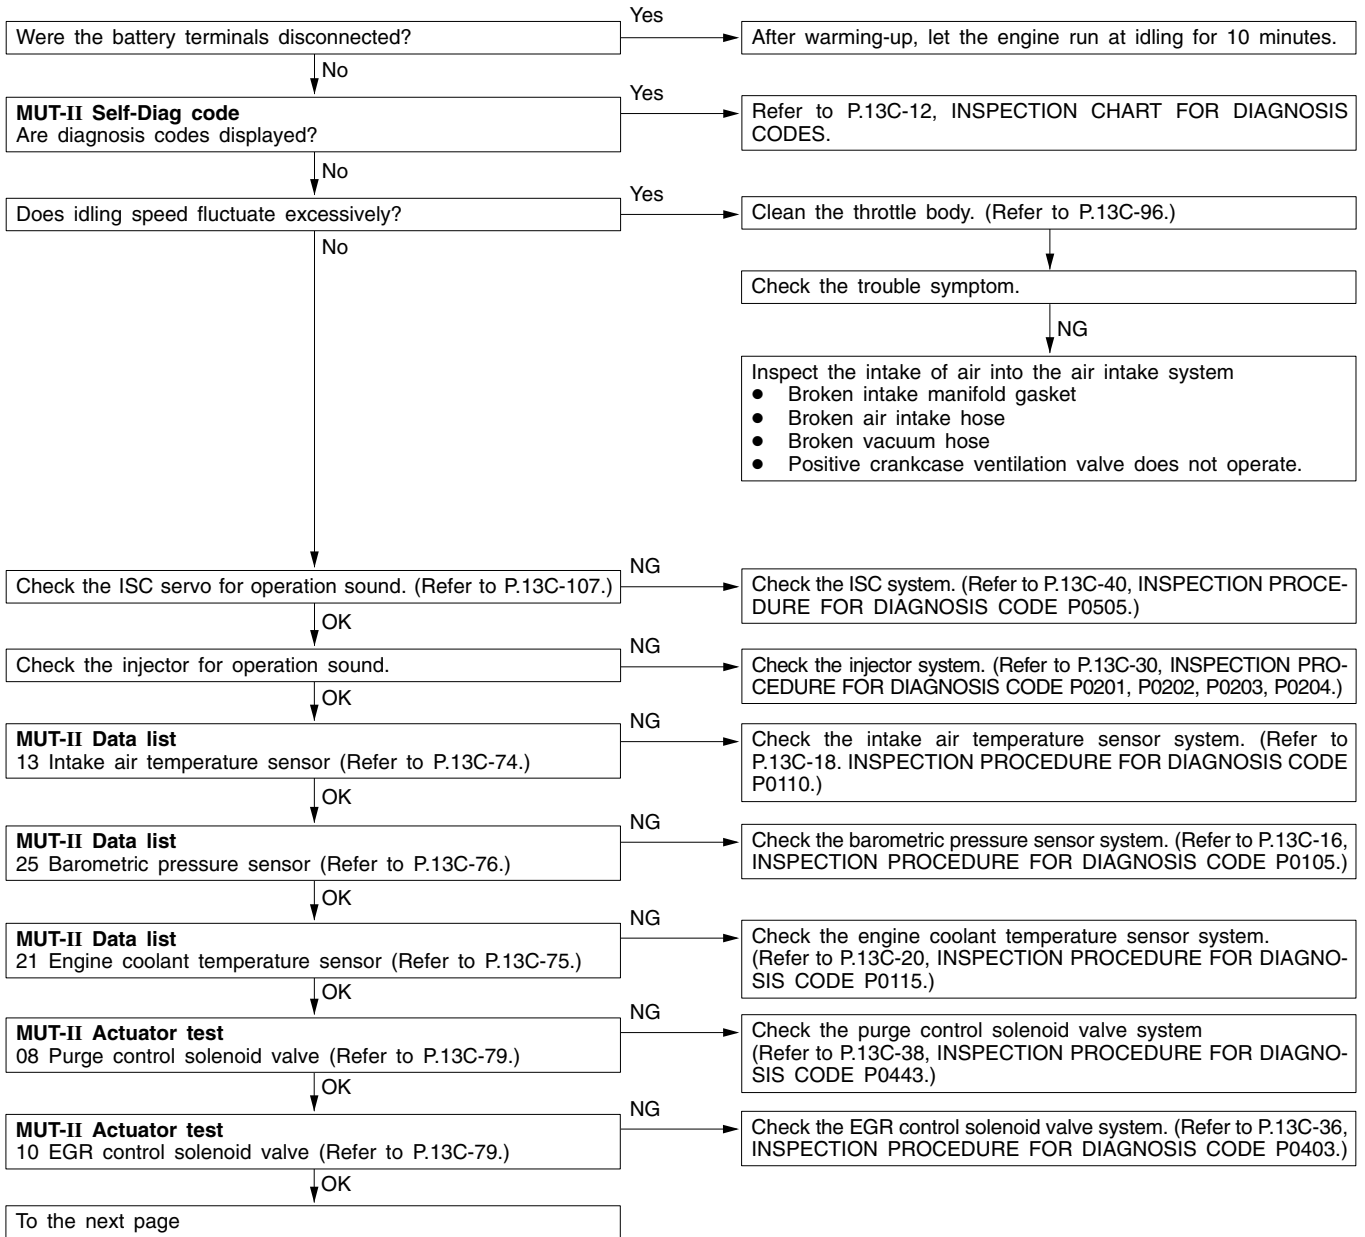 Were the battery terminals disconnected?
Yes
After warming-up, let the engine run at idling for 10 minutes.
No
MUT-II Self-Diag code
Are diagnosis codes displayed?
Yes
Refer to P.13C-12, INSPECTION CHART FOR DIAGNOSIS
CODES.
No
Does idling speed fluctuate excessively?
Yes
Clean the throttle body. (Refer to P.13C-96.)
No
Check the trouble symptom.
NG
Inspect the intake of air into the air intake system
● Broken intake manifold gasket
● Broken air intake hose
● Broken vacuum hose
● Positive crankcase ventilation valve does not operate.
Check the ISC servo for operation sound. (Refer to P.13C-107.)
NG
Check the ISC system. (Refer to P.13C-40, INSPECTION PROCE-
DURE FOR DIAGNOSIS CODE P0505.)
OK
Check the injector for operation sound.
NG
Check the injector system. (Refer to P.13C-30, INSPECTION PRO-
CEDURE FOR DIAGNOSIS CODE P0201, P0202, P0203, P0204.)
OK
MUT-II Data list
13 Intake air temperature sensor (Refer to P.13C-74.)
NG
Check the intake air temperature sensor system. (Refer to
P.13C-18. INSPECTION PROCEDURE FOR DIAGNOSIS CODE
P0110.)
OK
MUT-II Data list
25 Barometric pressure sensor (Refer to P.13C-76.)
NG
Check the barometric pressure sensor system. (Refer to P.13C-16,
INSPECTION PROCEDURE FOR DIAGNOSIS CODE P0105.)
OK
MUT-II Data list
21 Engine coolant temperature sensor (Refer to P.13C-75.)
NG
Check the engine coolant temperature sensor system.
(Refer to P.13C-20, INSPECTION PROCEDURE FOR DIAGNO-
SIS CODE P0115.)
OK
MUT-II Actuator test
08 Purge control solenoid valve (Refer to P.13C-79.)
NG
Check the purge control solenoid valve system
(Refer to P.13C-38, INSPECTION PROCEDURE FOR DIAGNO-
SIS CODE P0443.)
OK
MUT-II Actuator test
10 EGR control solenoid valve (Refer to P.13C-79.)
NG
Check the EGR control solenoid valve system. (Refer to P.13C-36,
INSPECTION PROCEDURE FOR DIAGNOSIS CODE P0403.)
OK
To the next page